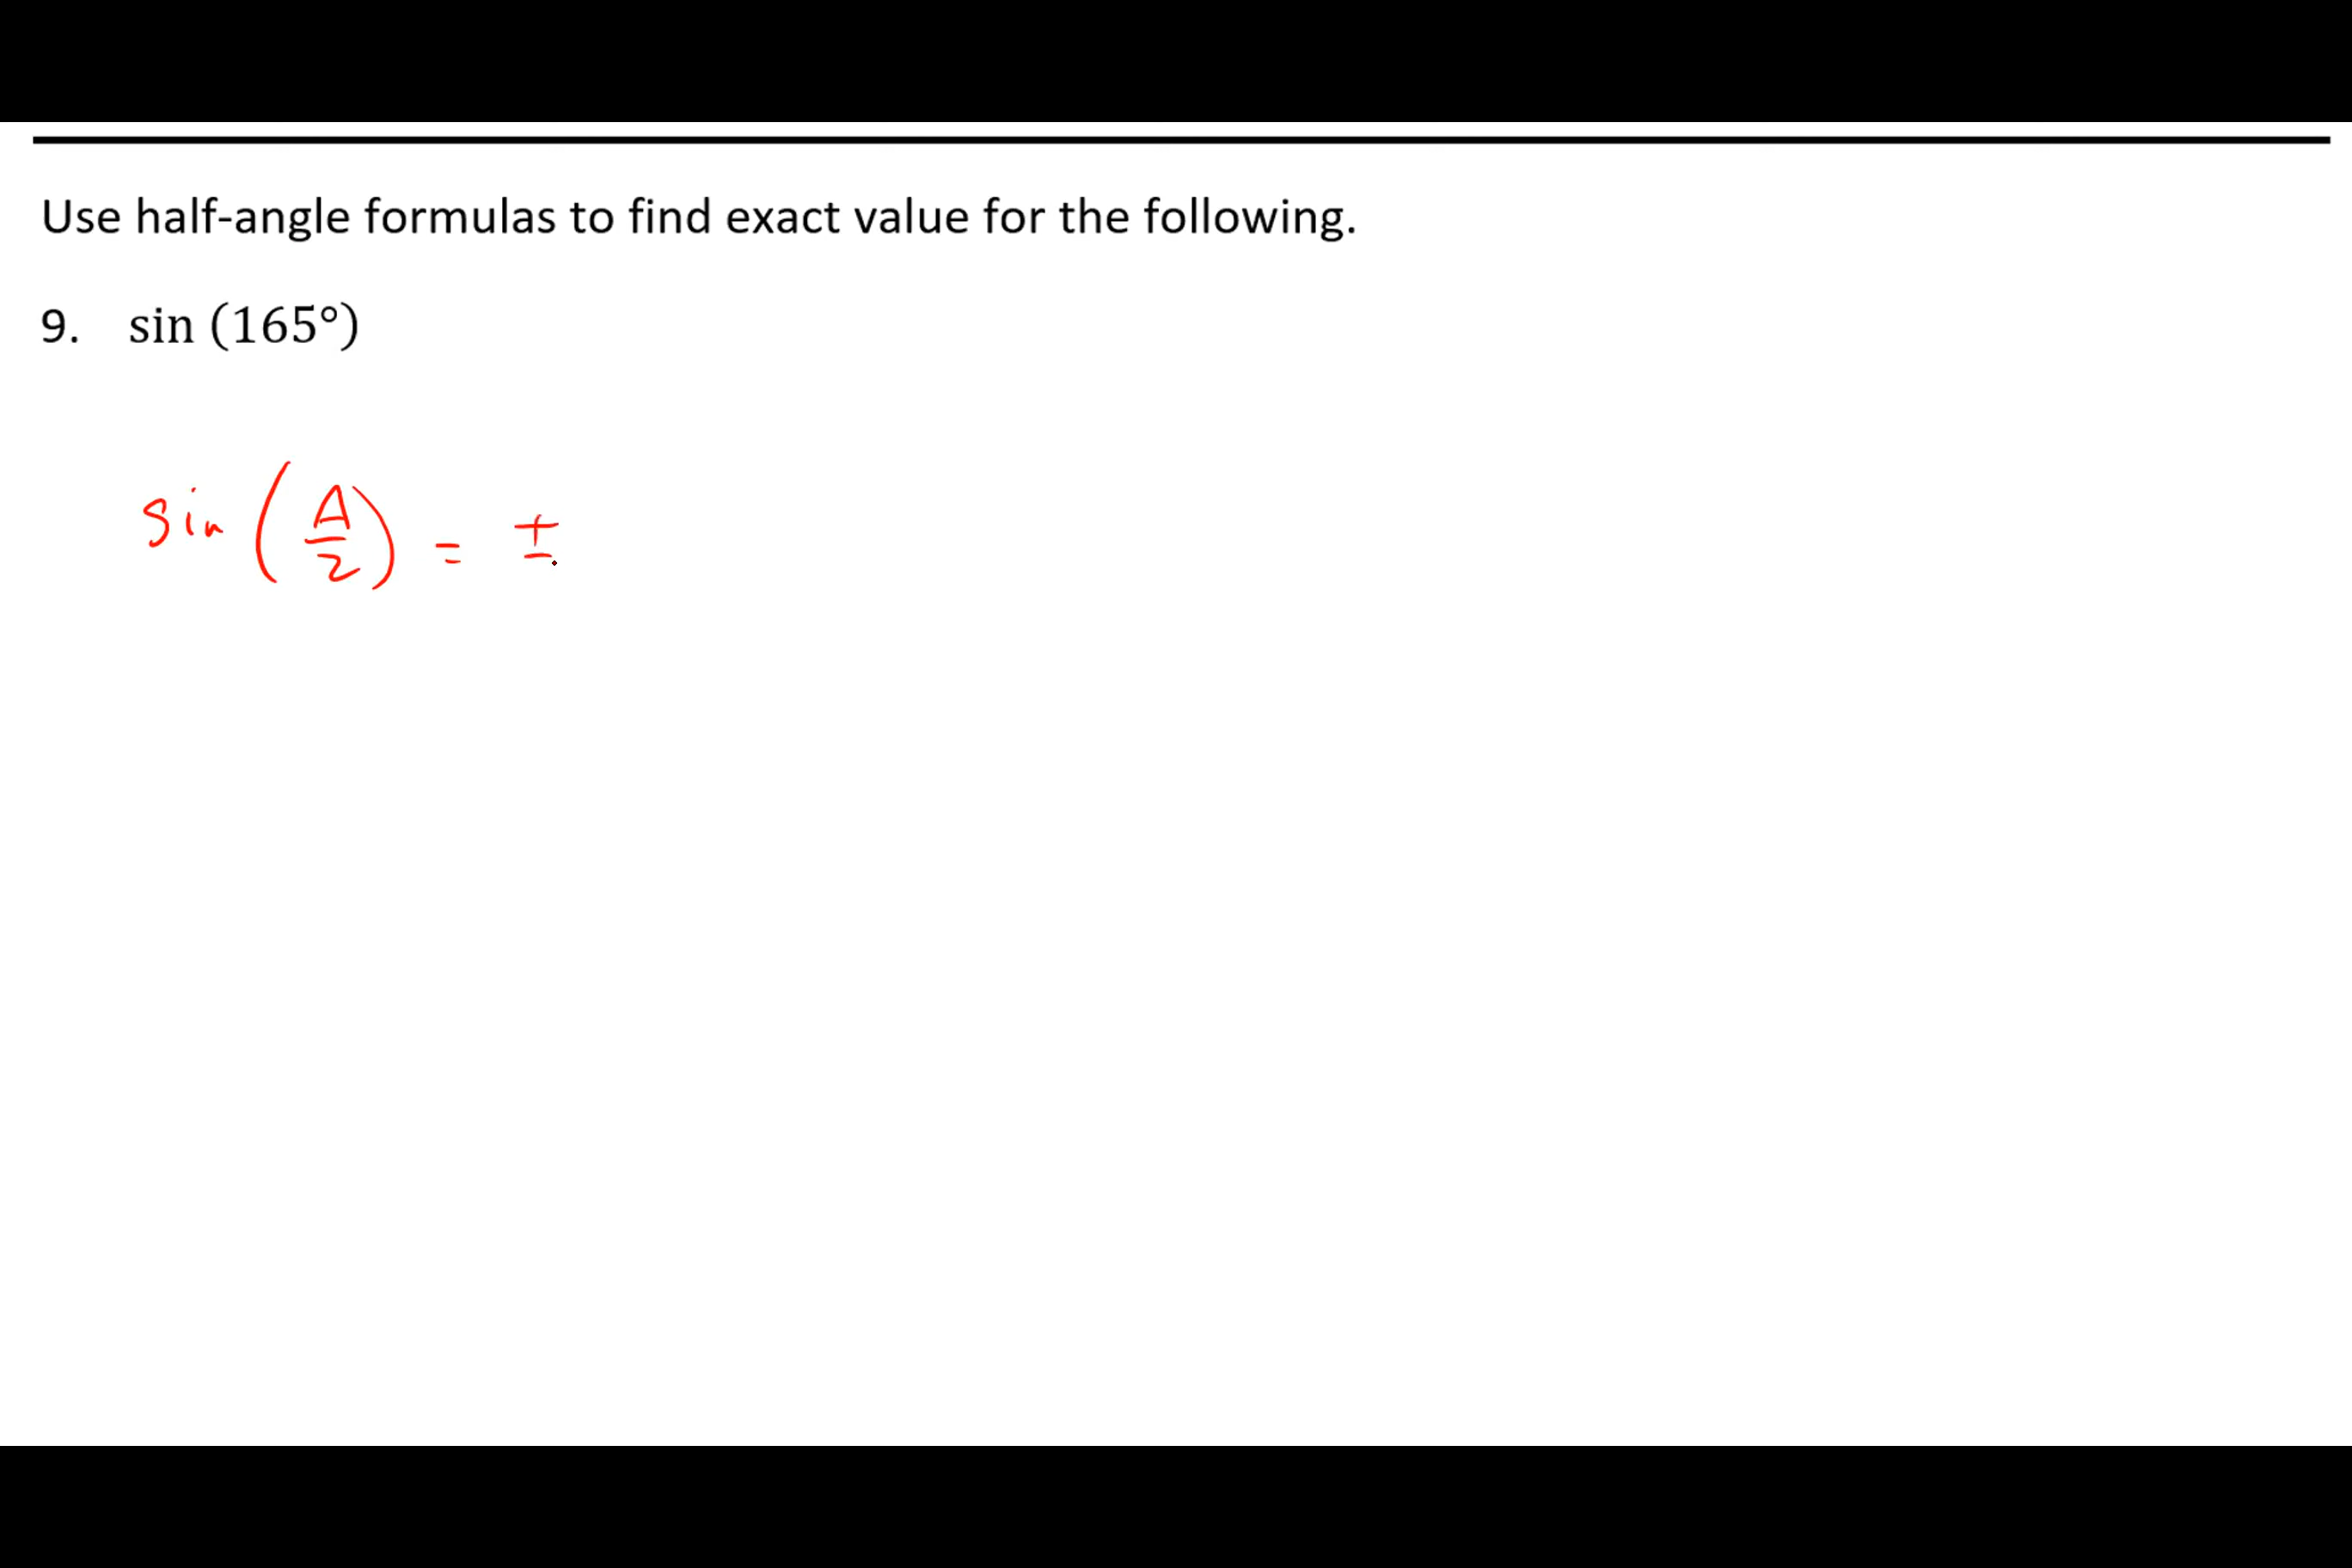 Use half-angle formulas to find exact value for the following.
9. sin (165°)
sin (A/2) = ±